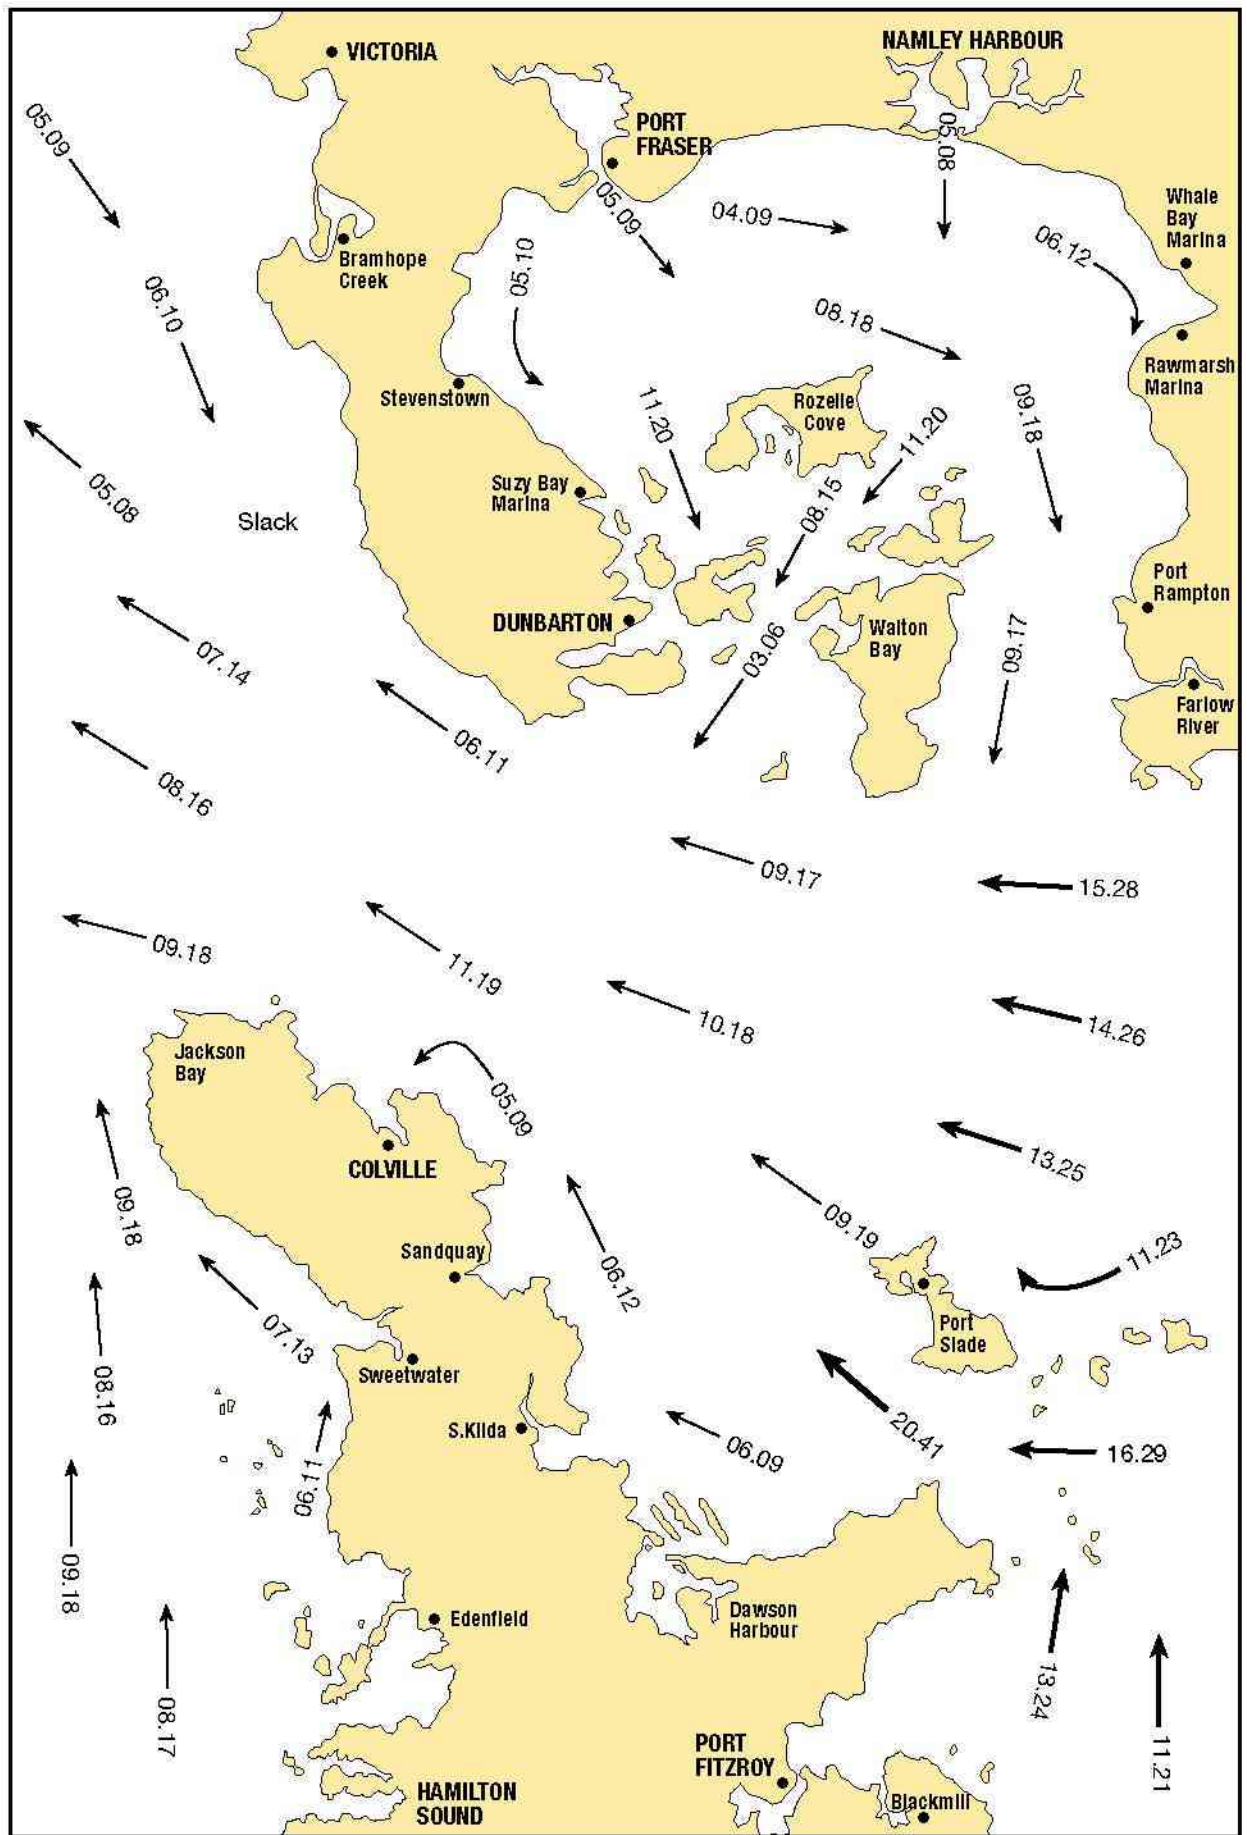 VICTORIA
NAMLEY HARBOUR
05.09
PORT
FRASER
05.08
05.09
04.09
Whale
Bay
Marina
06.12
Bramhope
Creek
05.10
06.10
08.18
Rawmarsh
Marina
Stevenstown
Rozelle
Cove
11.20
11.20
09.18
05.08
Suzy Bay
Marina
08.15
Slack
Port
Rampton
DUNBARTON
Walton
Bay
03.06
09.17
07.14
Farlow
River
06.11
08.16
09.17
15.28
09.18
11.19
10.18
14.26
Jackson
Bay
05.09
COLVILLE
13.25
09.18
09.19
Sandquay
11.23
06.12
07.13
Port
Slade
Sweetwater
08.16
S.Kilda
20.41
06.09
16.29
06.11
09.18
Edenfield
Dawson
Harbour
13.24
08.17
PORT
FITZROY
11.21
HAMILTON
SOUND
Blackmill